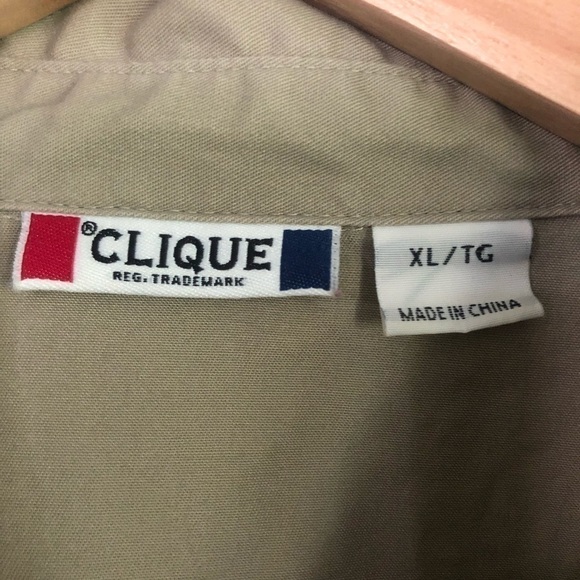 ®CLIQUE
REG. TRADEMARK
XL/TG
MADE IN CHINA